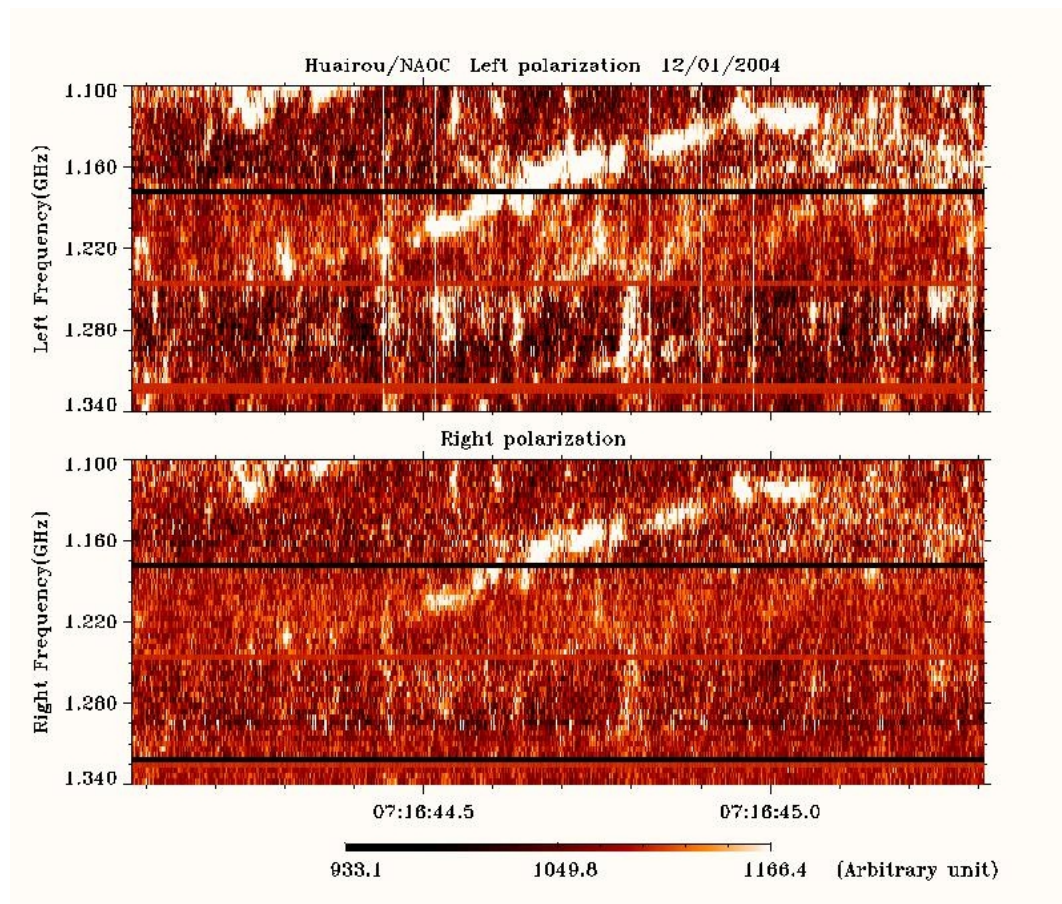 Huairou/NAOC Left polarization 12/01/2004
Left Frequency(GHz)
1.100
1.160
1.220
1.280
1.340
Right polarization
Right Frequency(GHz)
1.100
1.160
1.220
1.280
1.340
07:16:44.5 07:16:45.0
933.1 1049.8 1166.4 (Arbitrary unit)